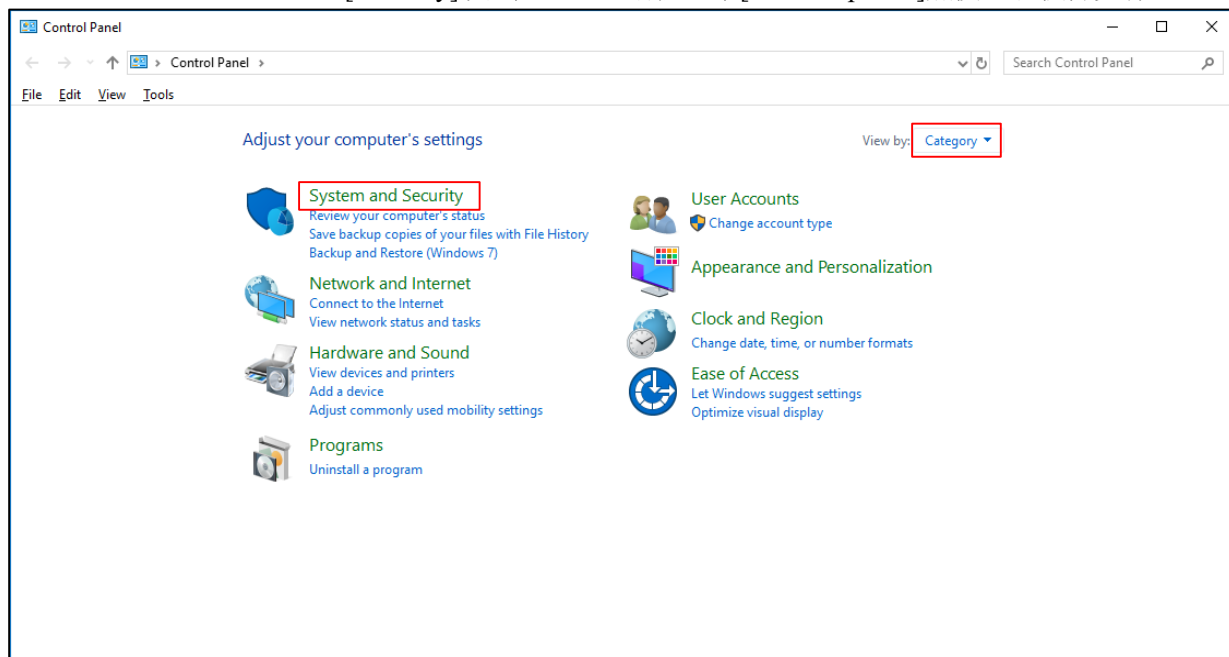 Control Panel
Control Panel
Search Control Panel
File Edit View Tools
Adjust your computer's settings
View by: Category
System and Security
Review your computer's status
Save backup copies of your files with File History
Backup and Restore (Windows 7)
Network and Internet
Connect to the Internet
View network status and tasks
Hardware and Sound
View devices and printers
Add a device
Adjust commonly used mobility settings
Programs
Uninstall a program
User Accounts
Change account type
Appearance and Personalization
Clock and Region
Change date, time, or number formats
Ease of Access
Let Windows suggest settings
Optimize visual display